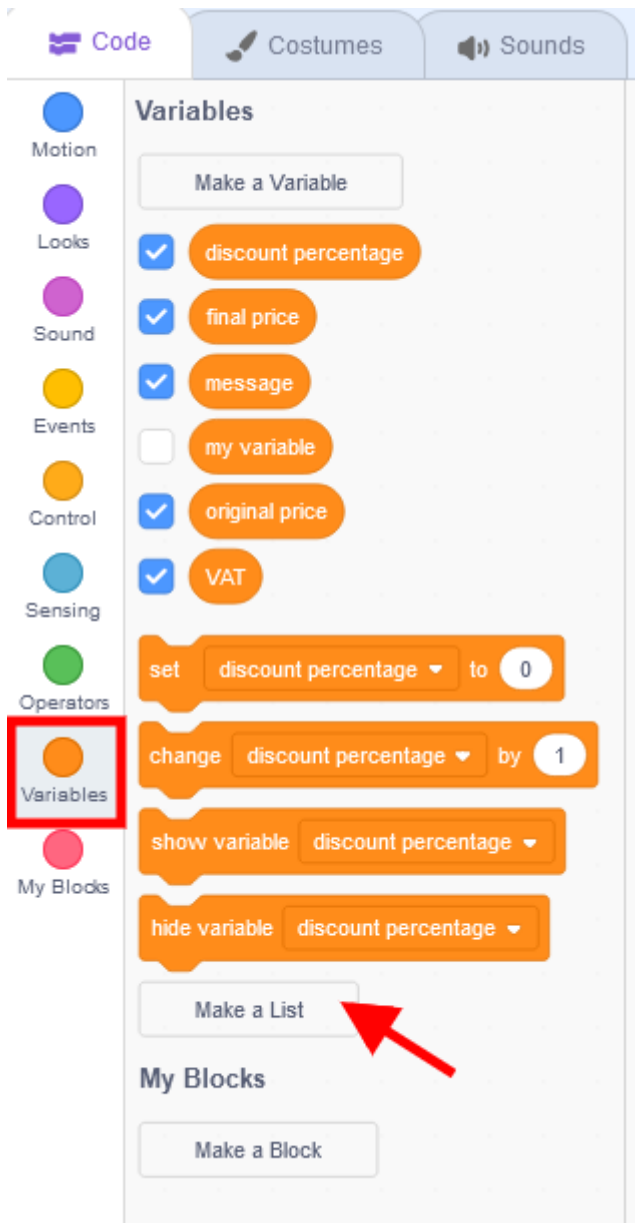 Code
Costumes
Sounds
Motion
Looks
Sound
Events
Control
Sensing
Operators
Variables
My Blocks
Variables
Make a Variable
discount percentage
final price
message
my variable
original price
VAT
set discount percentage to 0
change discount percentage by 1
show variable discount percentage
hide variable discount percentage
Make a List
My Blocks
Make a Block